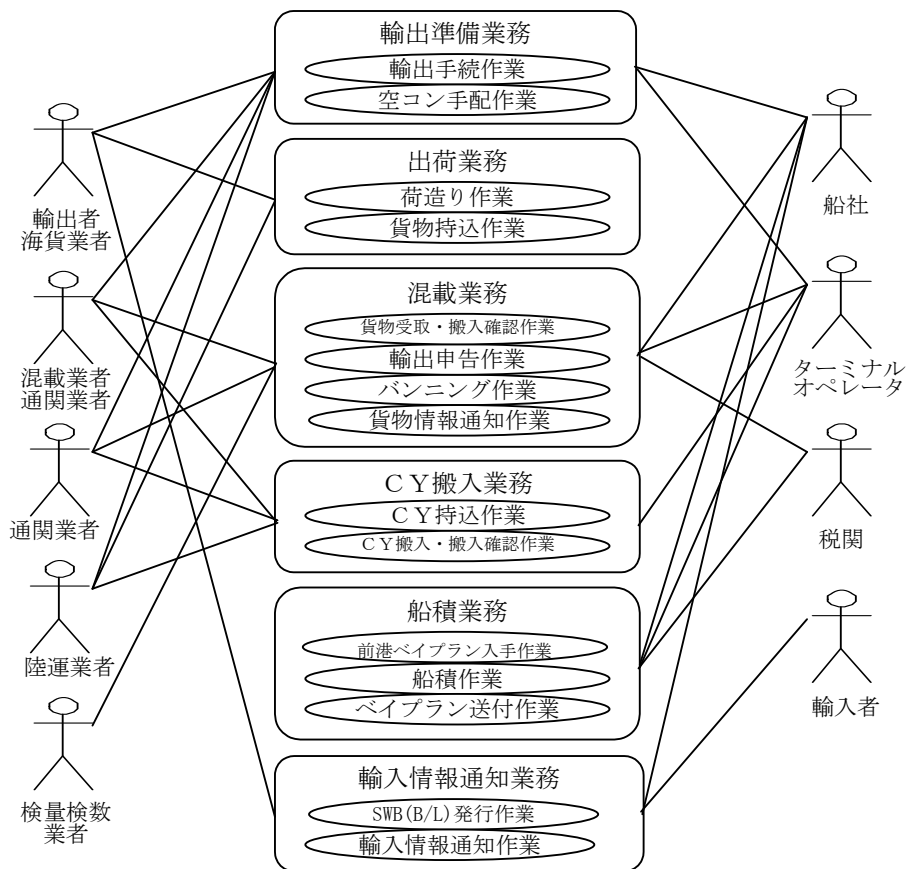 輸出準備業務
輸出手続作業
空コン手配作業
出荷業務
荷造り作業
貨物持込作業
混載業務
貨物受取・搬入確認作業
輸出申告作業
バンニング作業
貨物情報通知作業
ＣＹ搬入業務
ＣＹ持込作業
ＣＹ搬入・搬入確認作業
船積業務
前港ベイプラン入手作業
船積作業
ベイプラン送付作業
輸入情報通知業務
SWB(B/L)発行作業
輸入情報通知作業
輸出者
海貨業者
混載業者
通関業者
通関業者
陸運業者
検量検数
業者
船社
ターミナル
オペレータ
税関
輸入者